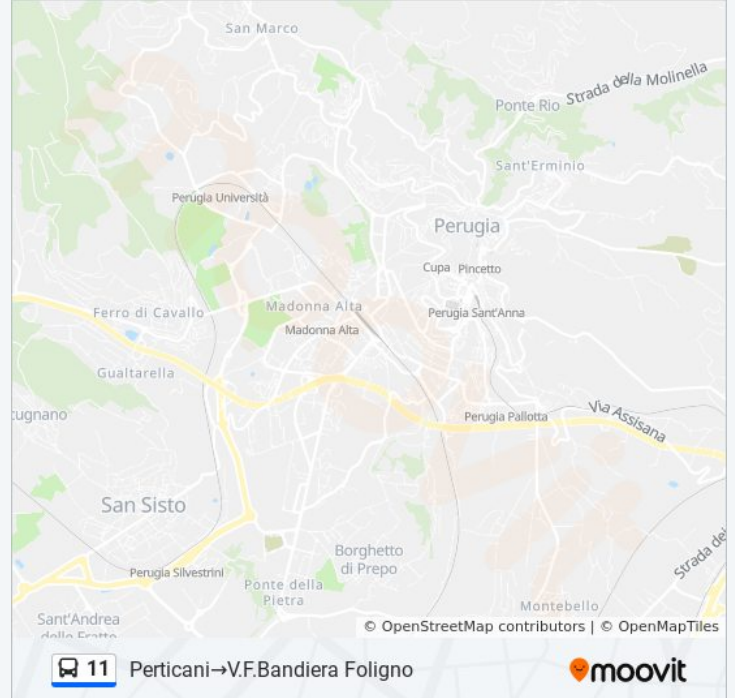 San Marco
Strada della Molinella
Ponte Rio
Sant'Erminio
Perugia Università
Perugia
Cupa
Pincetto
Ferro di Cavallo
Madonna Alta
Perugia Sant'Anna
Madonna Alta
Gualtarella
cugnano
Perugia Pallotta
Via Assisana
San Sisto
Borghetto
di Prepo
Strada dei
Perugia Silvestrini
Ponte della
Pietra
Montebello
Sant'Andrea
delle Fratte
© OpenStreetMap contributors | © OpenMapTiles
11 Perticani→V.F.Bandiera Foligno
moovit